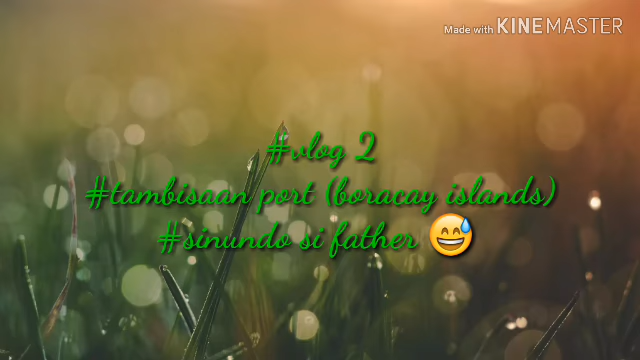 Made with KINEMASTER
#vlog 2
#tambisaan port (boracay islands)
#sinundo si father 😅